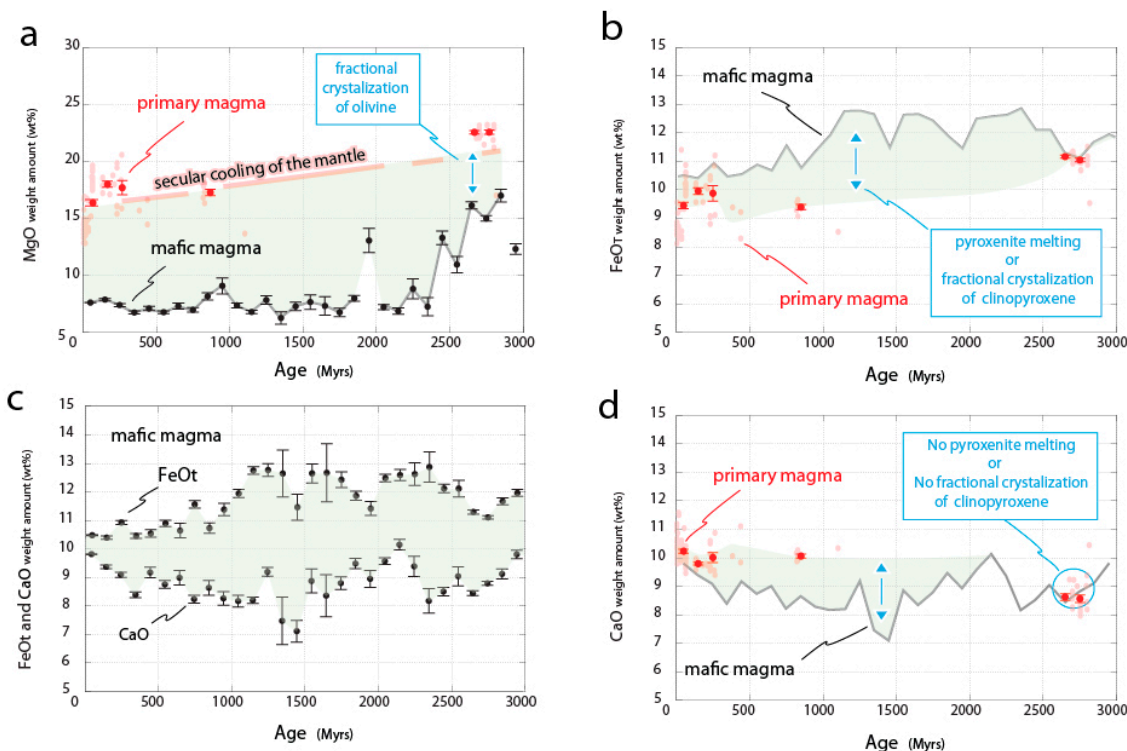 a
MgO weight amount (wt%)
30
25
20
15
10
5
0
500
1000
1500
2000
2500
3000
Age (Myrs)
primary magma
fractional
crystalization
of olivine
secular cooling of the mantle
mafic magma
b
FeOT weight amount (wt%)
15
14
13
12
11
10
9
8
7
6
5
0
500
1000
1500
2000
2500
3000
Age (Myrs)
mafic magma
primary magma
pyroxenite melting
or
fractional crystalization
of clinopyroxene
c
FeOt and CaO weight amount (wt%)
15
14
13
12
11
10
9
8
7
6
5
0
500
1000
1500
2000
2500
3000
Age (Myrs)
mafic magma
FeOt
CaO
d
CaO weight amount (wt%)
15
14
13
12
11
10
9
8
7
6
5
0
500
1000
1500
2000
2500
3000
Age (Myrs)
primary magma
No pyroxenite melting
or
No fractional crystalization
of clinopyroxene
mafic magma